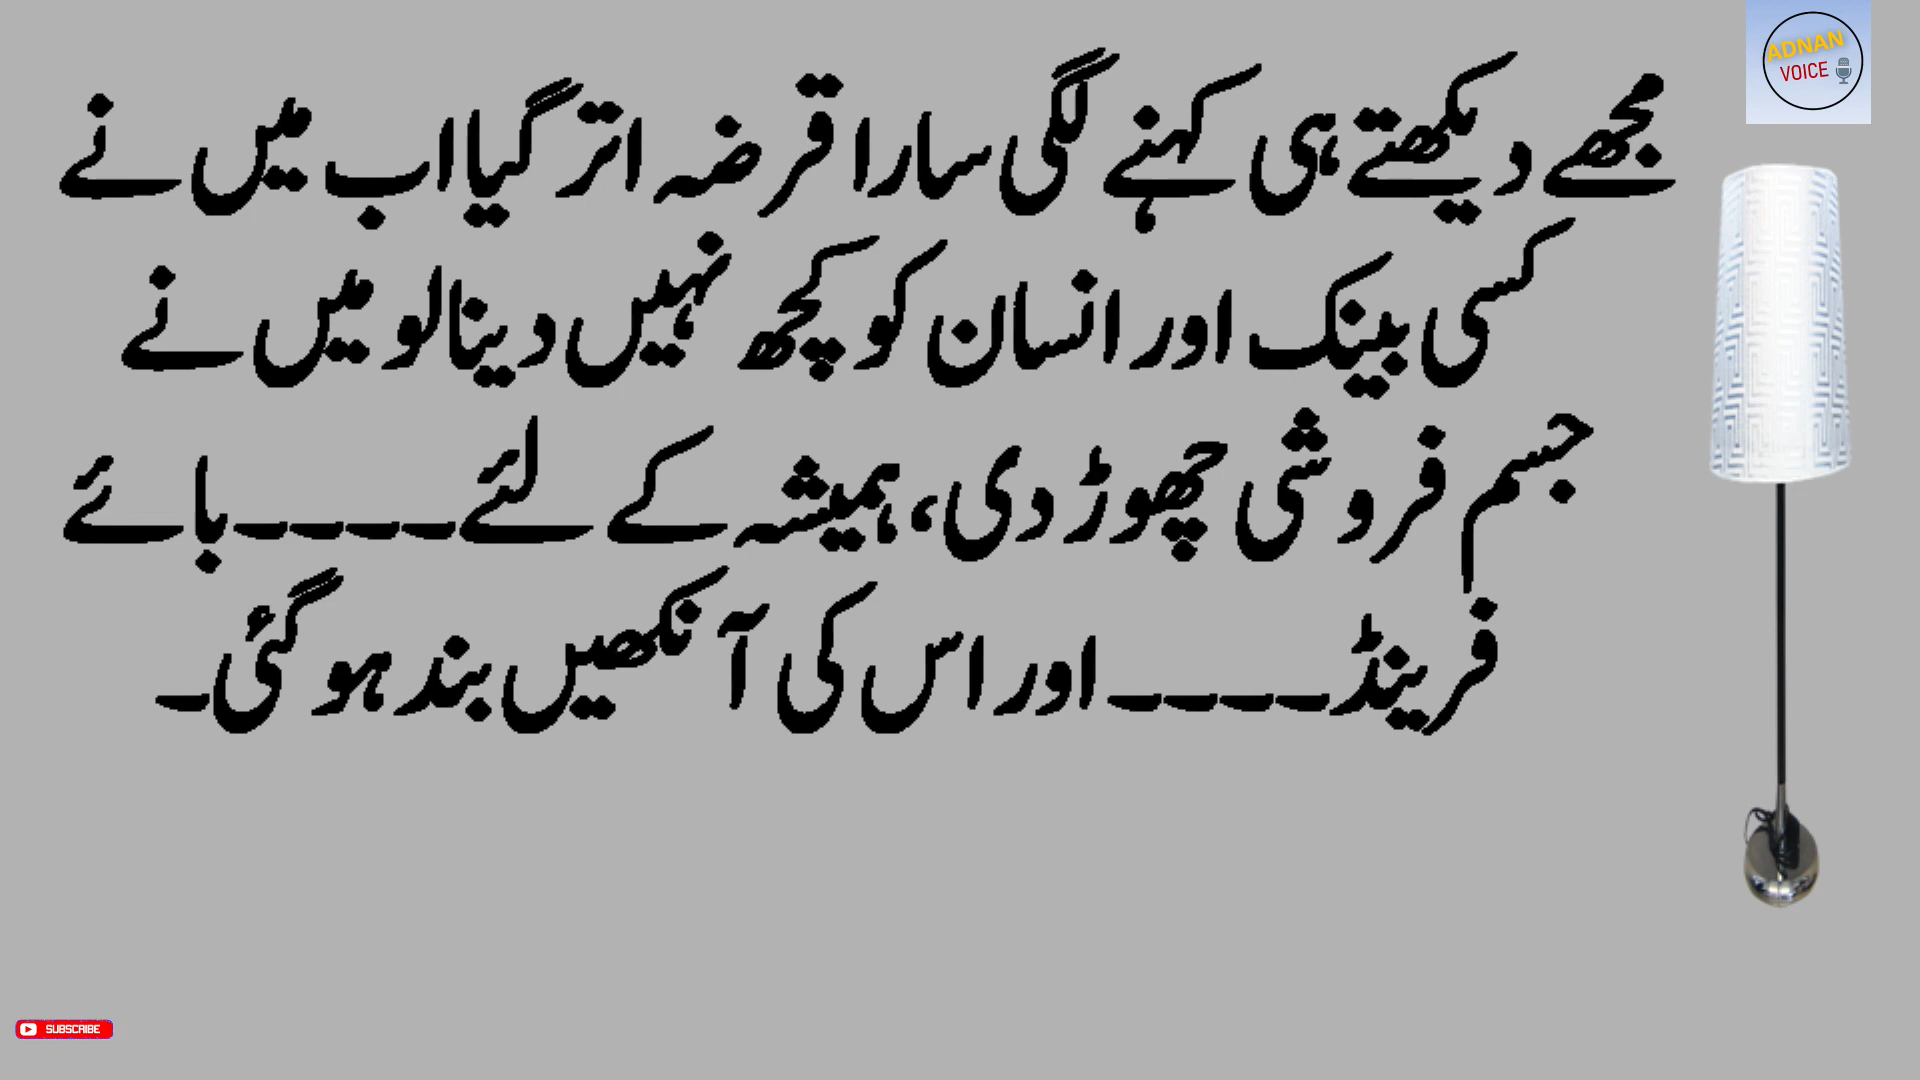 ADNAN
VOICE
مجھے دیکھتے ہی کہنے لگی سارا قرضہ اتر گیا اب میں نے
کسی بینک اور انسان کو کچھ نہیں دینا لو میں نے
جسم فروشی چھوڑ دی، ہمیشہ کے لئے۔۔۔۔بائے
فرینڈ۔۔۔۔ اور اس کی آنکھیں بند ہو گئی۔
SUBSCRIBE